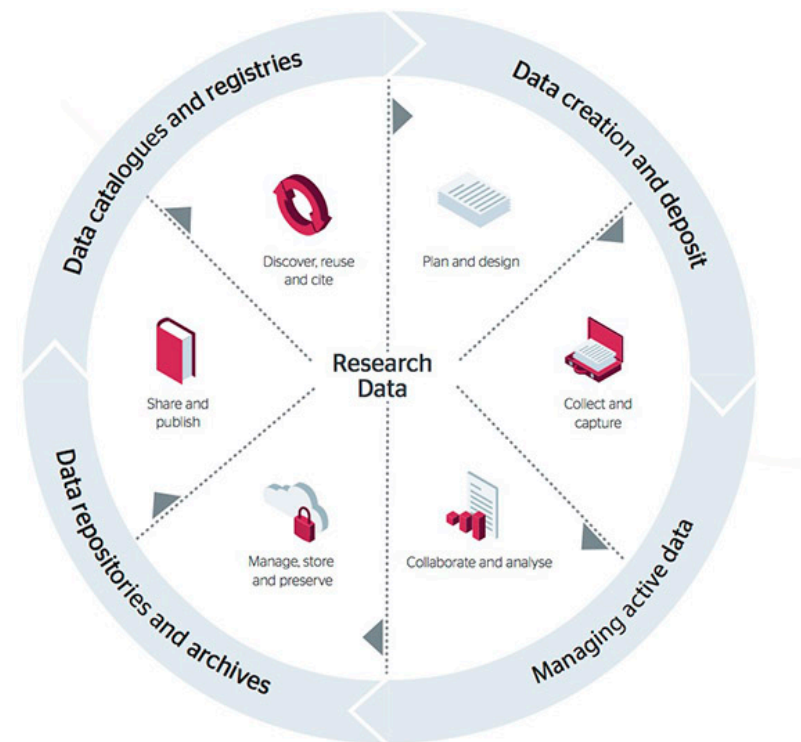 Data catalogues and registries
Data creation and deposit
Discover, reuse
and cite
Plan and design
Research
Data
Share and
publish
Collect and
capture
Manage, store
and preserve
Collaborate and analyse
Data repositories and archives
Managing active data